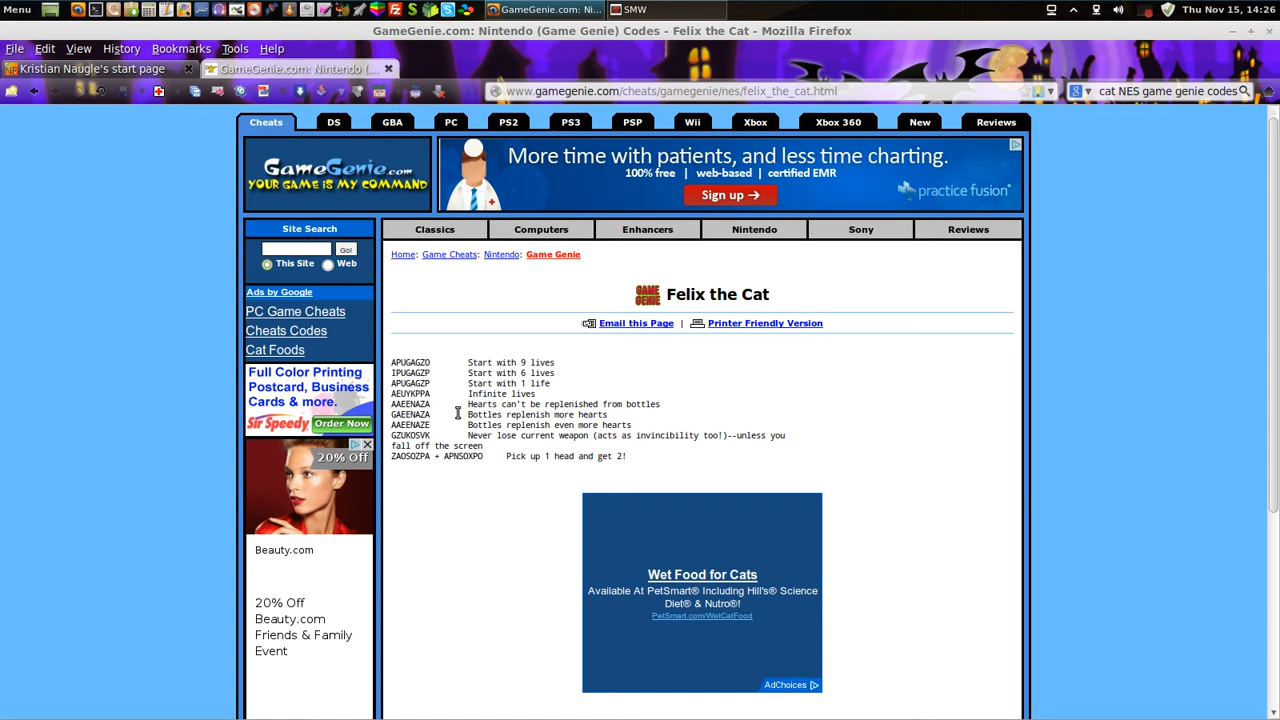 Menu
GameGenie.com: Ni...
SMW
Thu Nov 15, 14:26
GameGenie.com: Nintendo (Game Genie) Codes - Felix the Cat - Mozilla Firefox
File Edit View History Bookmarks Tools Help
Kristian Naugle's start page
GameGenie.com: Nintendo (...
www.gamegenie.com/cheats/gamegenie/nes/felix_the_cat.html
cat NES game genie codes
Cheats DS GBA PC PS2 PS3 PSP Wii Xbox Xbox 360 New Reviews
GameGenie.com
YOUR GAME IS MY COMMAND
More time with patients, and less time charting.
100% free | web-based | certified EMR
Sign up →
practice fusion
Site Search
Classics Computers Enhancers Nintendo Sony Reviews
Go!
This Site Web
Home: Game Cheats: Nintendo: Game Genie
Ads by Google
PC Game Cheats
Cheats Codes
Cat Foods
GAME GENIE
Felix the Cat
Email this Page | Printer Friendly Version
APUGAGZO Start with 9 lives
IPUGAGZP Start with 6 lives
APUGAGZP Start with 1 life
AEUYKPPA Infinite lives
AAEENAZA Hearts can't be replenished from bottles
GAEENAZA Bottles replenish more hearts
AAEENAZE Bottles replenish even more hearts
GZUKOSVK Never lose current weapon (acts as invincibility too!)--unless you
fall off the screen
ZAOSOZPA + APNSOXPO Pick up 1 head and get 2!
Full Color Printing
Postcard, Business
Cards & more.
Sir Speedy Order Now
20% Off
Beauty.com
20% Off
Beauty.com
Friends & Family
Event
Wet Food for Cats
Available At PetSmart® Including Hill's® Science
Diet® & Nutro®!
PetSmart.com/WetCatFood
AdChoices